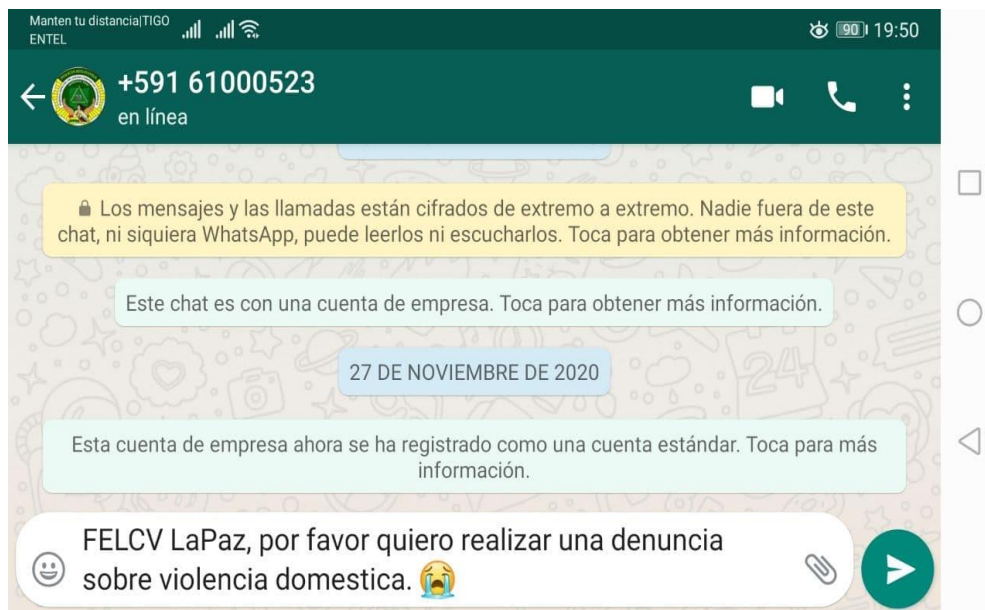 Manten tu distancia|TIGO
ENTEL
90 19:50
+591 61000523
en línea
Los mensajes y las llamadas están cifrados de extremo a extremo. Nadie fuera de este
chat, ni siquiera WhatsApp, puede leerlos ni escucharlos. Toca para obtener más información.
Este chat es con una cuenta de empresa. Toca para obtener más información.
27 DE NOVIEMBRE DE 2020
Esta cuenta de empresa ahora se ha registrado como una cuenta estándar. Toca para más
información.
FELCV LaPaz, por favor quiero realizar una denuncia
sobre violencia domestica. 😭